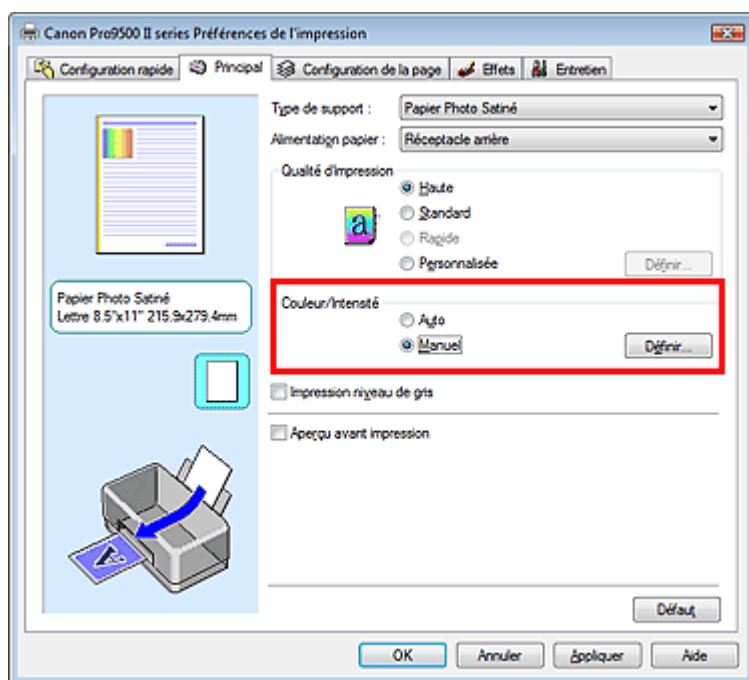 Canon Pro9500 II series Préférences de l'impression
Configuration rapide Principal Configuration de la page Effets Entretien
Type de support : Papier Photo Satiné
Alimentation papier : Réceptacle arrière
Qualité d'impression
Haute
a Standard
Rapide
Personnalisée Définir...
Papier Photo Satiné
Lettre 8.5"x11" 215.9x279.4mm
Couleur/Intensité
Auto
Manuel Définir...
Impression niveau de gris
Aperçu avant impression
Défaut
OK Annuler Appliquer Aide